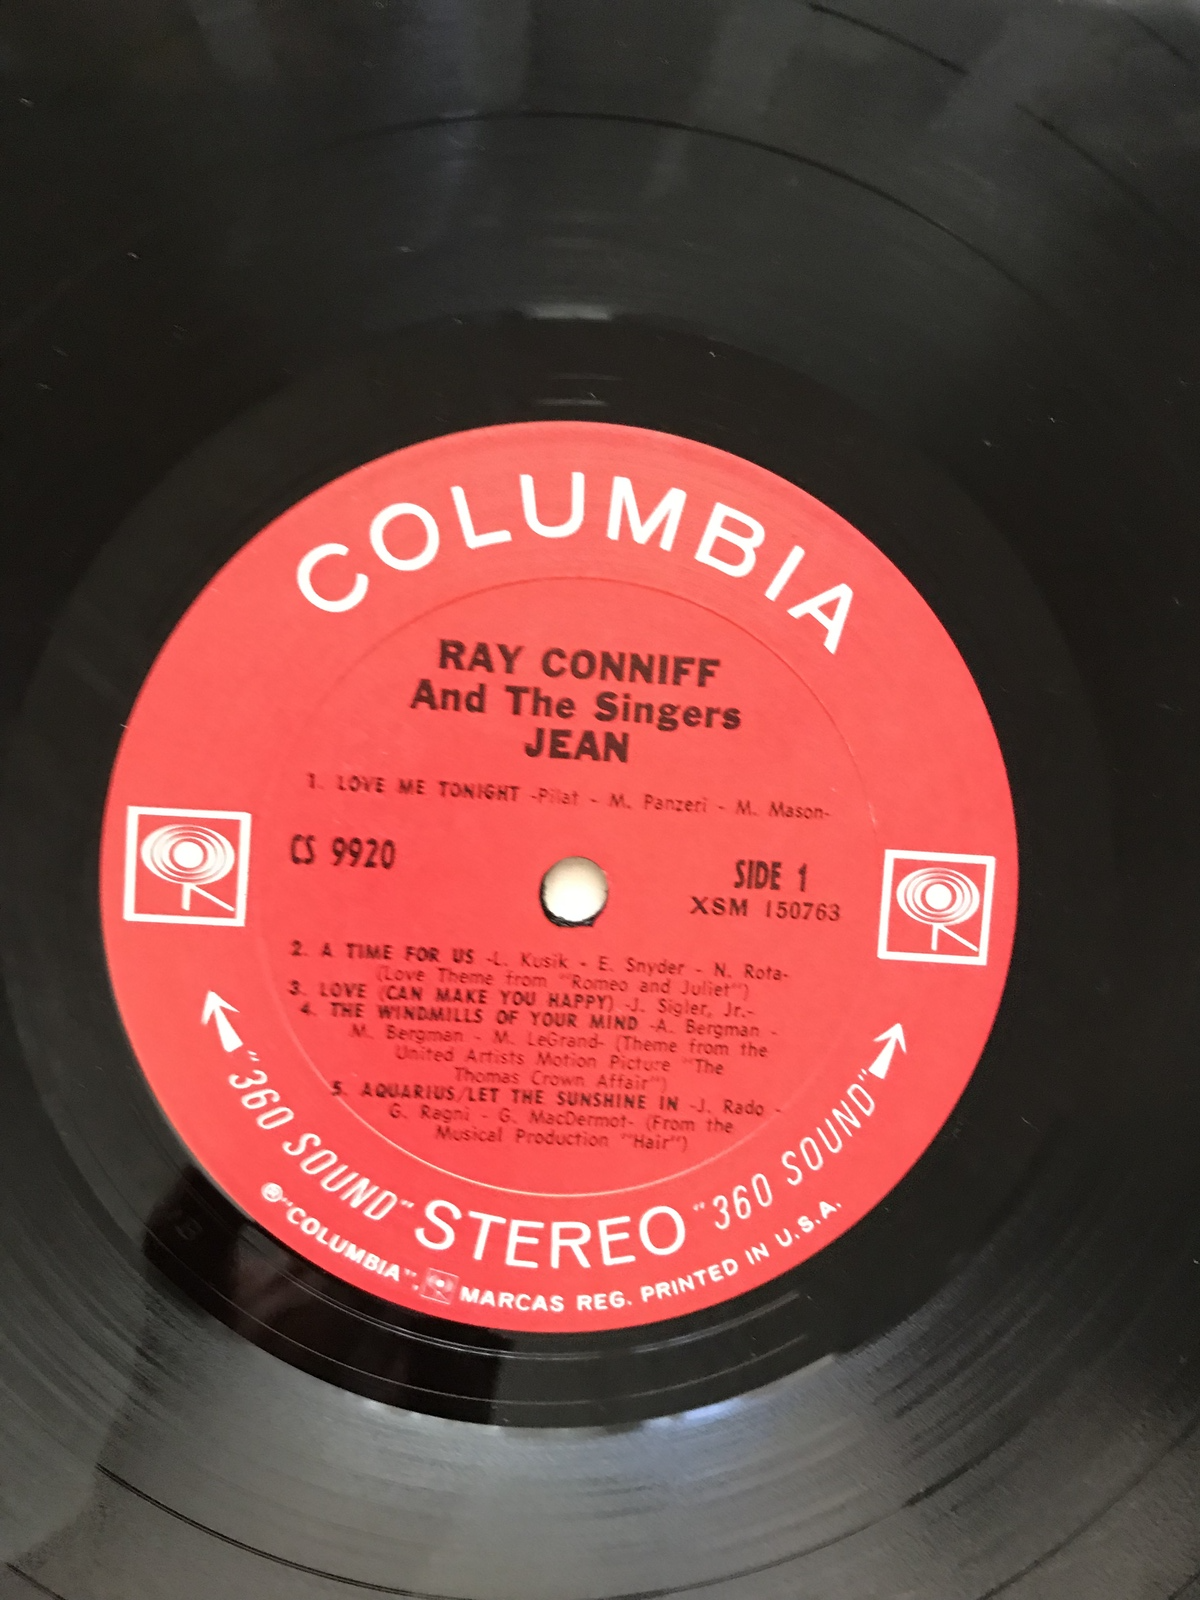 COLUMBIA
RAY CONNIFF
And The Singers
JEAN
1. LOVE ME TONIGHT -Pilat - M. Panzeri - M. Mason-
CS 9920
SIDE 1
XSM 150763
2. A TIME FOR US -L. Kusik - E. Snyder - N. Rota-
(Love Theme from "Romeo and Juliet")
3. LOVE (CAN MAKE YOU HAPPY) -J. Sigler, Jr.-
4. THE WINDMILLS OF YOUR MIND -A. Bergman -
M. Bergman - M. LeGrand- (Theme from the
United Artists Motion Picture "The
Thomas Crown Affair")
5. AQUARIUS/LET THE SUNSHINE IN -J. Rado -
G. Ragni - G. MacDermot- (From the
Musical Production "Hair")
"360 SOUND" STEREO "360 SOUND"
®"COLUMBIA", MARCAS REG. PRINTED IN U.S.A.